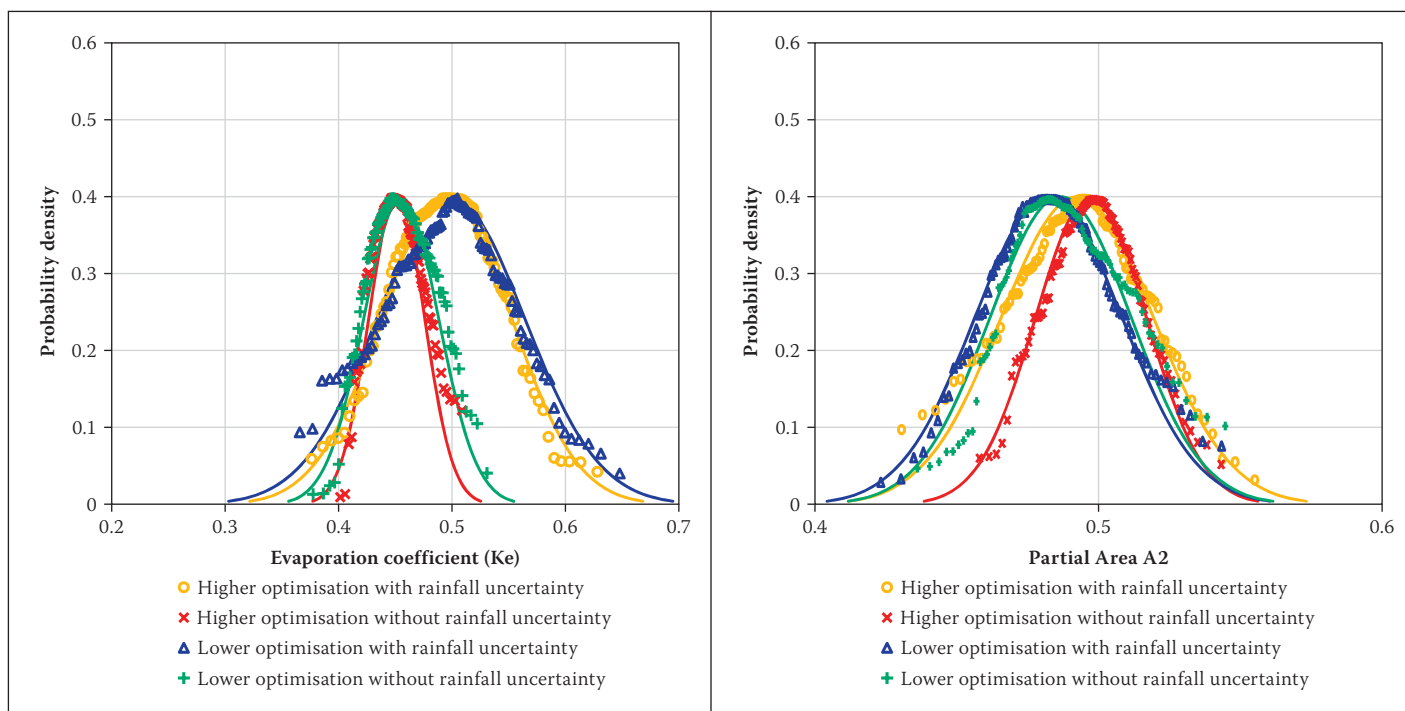 0.6
0.5
0.4
0.3
0.2
0.1
0
Probability density
0.2
0.3
0.4
0.5
0.6
0.7
Evaporation coefficient (Ke)
Higher optimisation with rainfall uncertainty
Higher optimisation without rainfall uncertainty
Lower optimisation with rainfall uncertainty
Lower optimisation without rainfall uncertainty
0.6
0.5
0.4
0.3
0.2
0.1
0
Probability density
0.4
0.5
0.6
Partial Area A2
Higher optimisation with rainfall uncertainty
Higher optimisation without rainfall uncertainty
Lower optimisation with rainfall uncertainty
Lower optimisation without rainfall uncertainty